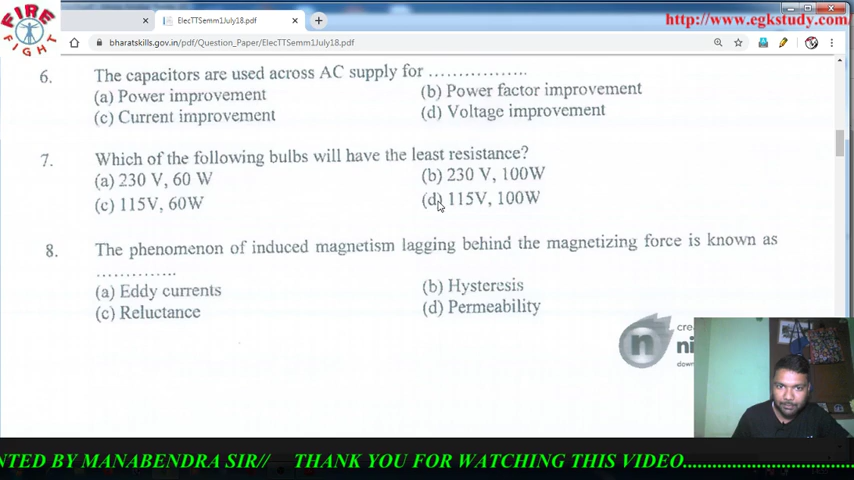 FIRE
FIGHT
ElecTTSemm1July18.pdf
http://www.egkstudy.com
bharatskills.gov.in/pdf/Question_Paper/ElecTTSemm1July18.pdf
6. The capacitors are used across AC supply for ……………..
(a) Power improvement (b) Power factor improvement
(c) Current improvement (d) Voltage improvement
7. Which of the following bulbs will have the least resistance?
(a) 230 V, 60 W (b) 230 V, 100W
(c) 115V, 60W (d) 115V, 100W
8. The phenomenon of induced magnetism lagging behind the magnetizing force is known as
…………..
(a) Eddy currents (b) Hysteresis
(c) Reluctance (d) Permeability
n
NTED BY MANABENDRA SIR// THANK YOU FOR WATCHING THIS VIDEO.......................